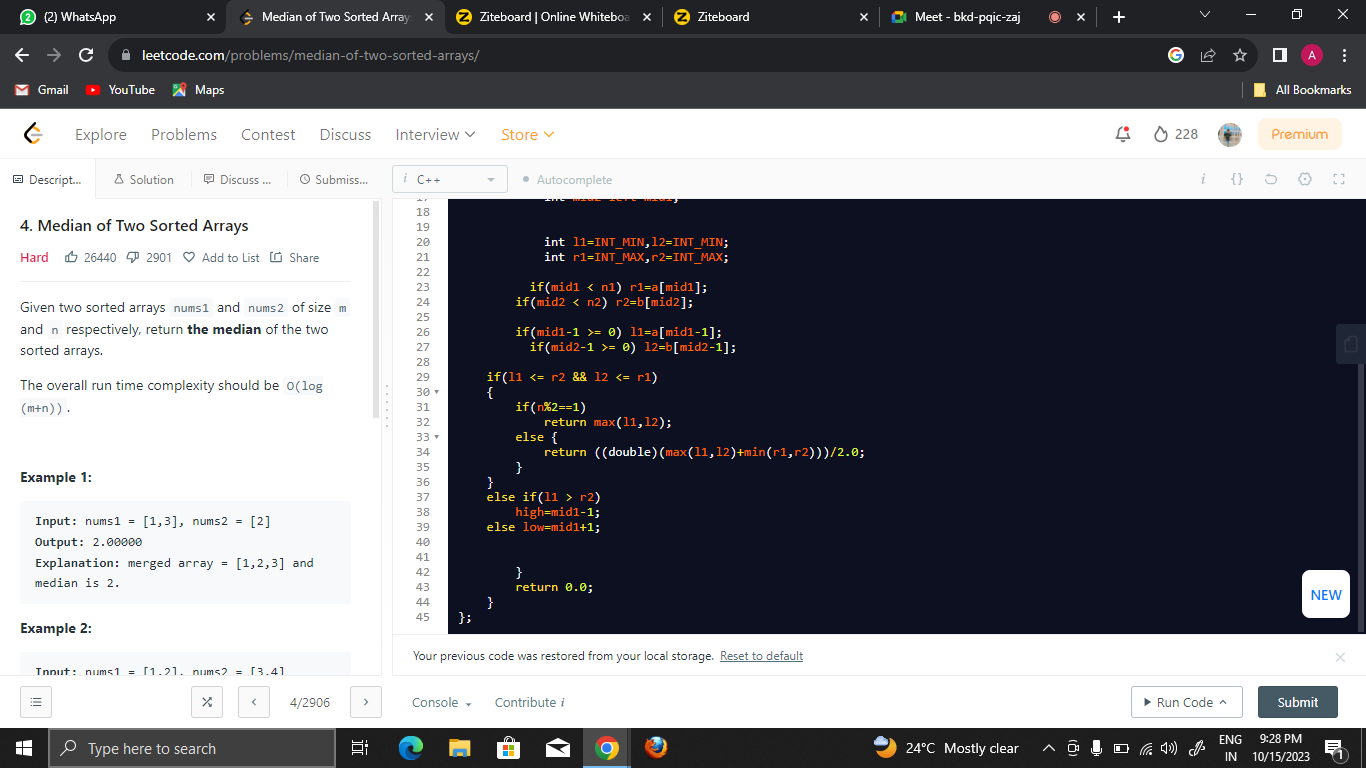 (2) WhatsApp
Median of Two Sorted Array
Ziteboard | Online Whiteboa
Ziteboard
Meet - bkd-pqic-zaj
leetcode.com/problems/median-of-two-sorted-arrays/
A
Gmail YouTube Maps All Bookmarks
Explore Problems Contest Discuss Interview Store 228 Premium
Descript... Solution Discuss ... Submiss... i C++ Autocomplete i {}
4. Median of Two Sorted Arrays
Hard 26440 2901 Add to List Share
Given two sorted arrays nums1 and nums2 of size m
and n respectively, return the median of the two
sorted arrays.
The overall run time complexity should be O(log
(m+n)).
Example 1:
Input: nums1 = [1,3], nums2 = [2]
Output: 2.00000
Explanation: merged array = [1,2,3] and
median is 2.
Example 2:
Input: nums1 = [1,2], nums2 = [3,4]
17 int mid2=left-mid1;
18
19
20 int l1=INT_MIN,l2=INT_MIN;
21 int r1=INT_MAX,r2=INT_MAX;
22
23 if(mid1 < n1) r1=a[mid1];
24 if(mid2 < n2) r2=b[mid2];
25
26 if(mid1-1 >= 0) l1=a[mid1-1];
27 if(mid2-1 >= 0) l2=b[mid2-1];
28
29 if(l1 <= r2 && l2 <= r1)
30 {
31 if(n%2==1)
32 return max(l1,l2);
33 else {
34 return ((double)(max(l1,l2)+min(r1,r2)))/2.0;
35 }
36 }
37 else if(l1 > r2)
38 high=mid1-1;
39 else low=mid1+1;
40
41
42 }
43 return 0.0;
44 }
45 };
NEW
Your previous code was restored from your local storage. Reset to default
4/2906 Console Contribute i Run Code Submit
Type here to search
24°C Mostly clear
ENG
IN
9:28 PM
10/15/2023
1